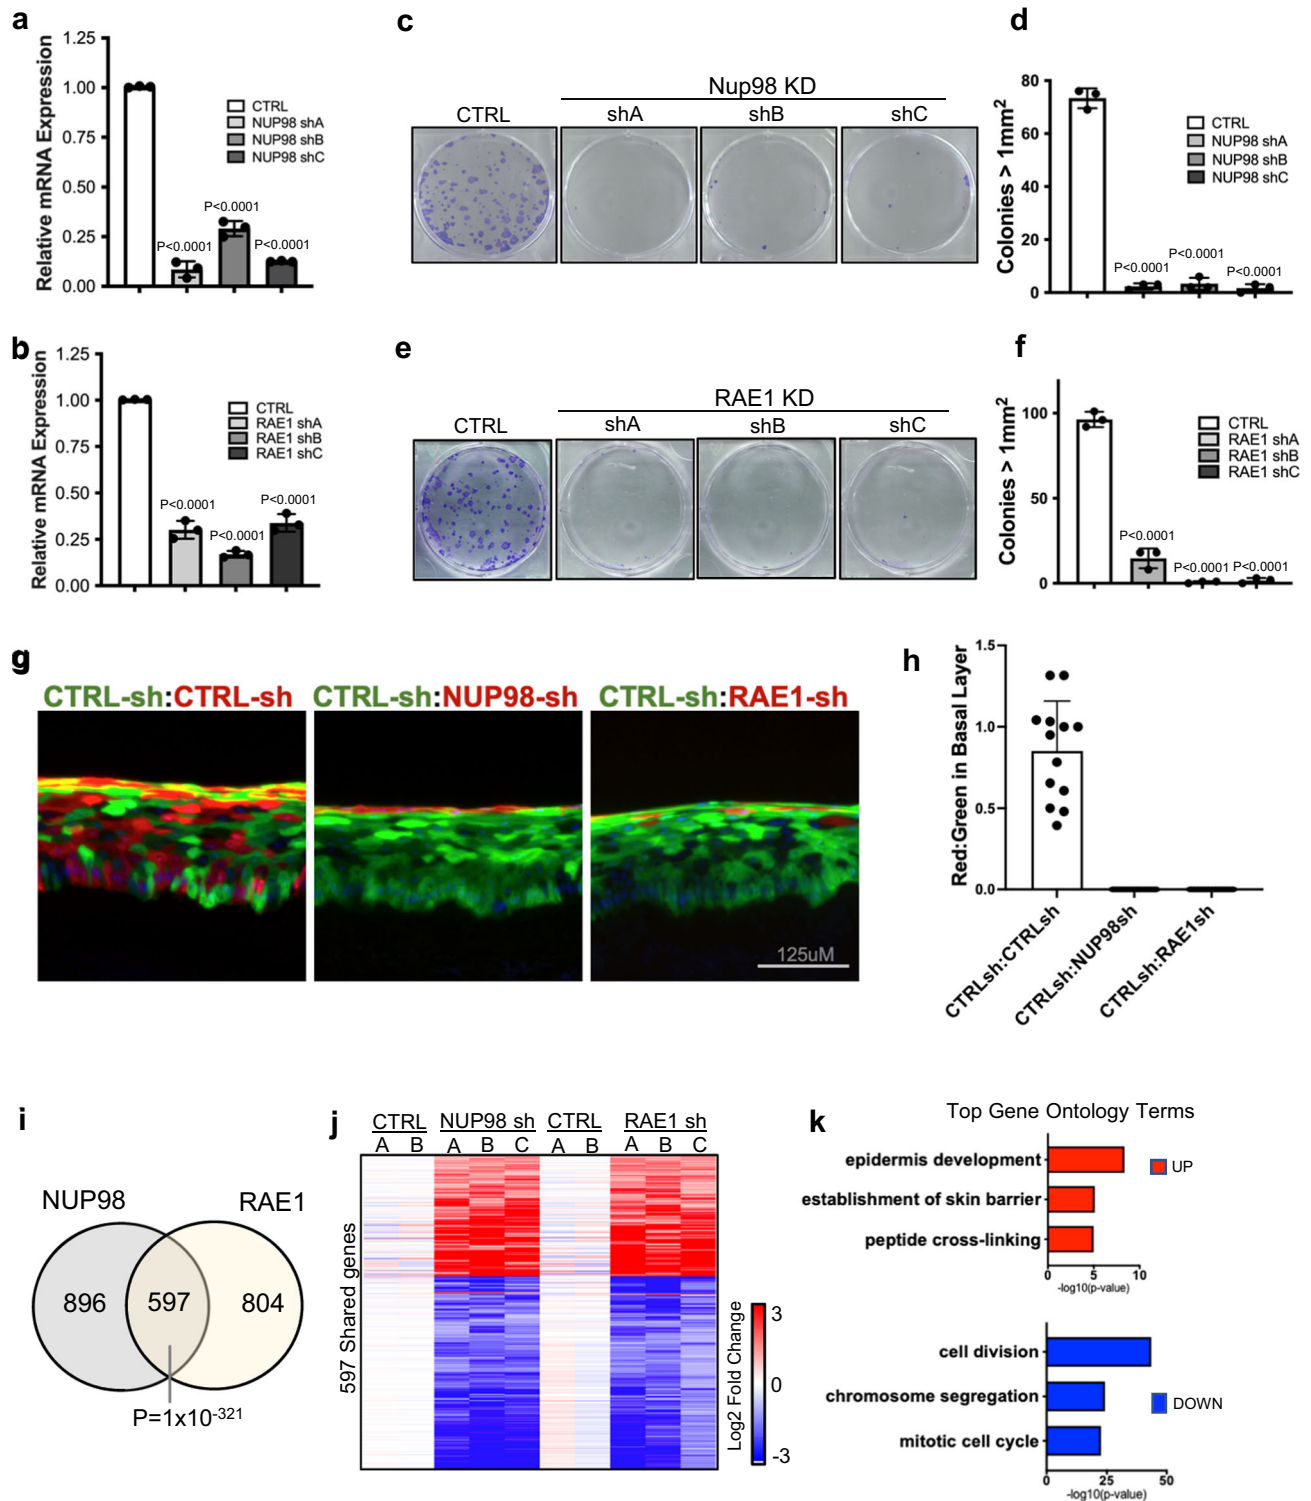 a
Relative mRNA Expression
1.25
1.00
0.75
0.50
0.25
0.00
CTRL
NUP98 shA
NUP98 shB
NUP98 shC
P<0.0001
P<0.0001
P<0.0001
c
Nup98 KD
CTRL
shA
shB
shC
d
Colonies > 1mm²
80
60
40
20
0
CTRL
NUP98 shA
NUP98 shB
NUP98 shC
P<0.0001
P<0.0001
P<0.0001
b
Relative mRNA Expression
1.25
1.00
0.75
0.50
0.25
0.00
CTRL
RAE1 shA
RAE1 shB
RAE1 shC
P<0.0001
P<0.0001
P<0.0001
e
RAE1 KD
CTRL
shA
shB
shC
f
Colonies > 1mm²
100
50
0
CTRL
RAE1 shA
RAE1 shB
RAE1 shC
P<0.0001
P<0.0001
P<0.0001
g
CTRL-sh:CTRL-sh
CTRL-sh:NUP98-sh
CTRL-sh:RAE1-sh
125uM
h
Red:Green in Basal Layer
1.5
1.0
0.5
0.0
CTRLsh:CTRLsh
CTRLsh:NUP98sh
CTRLsh:RAE1sh
i
NUP98
RAE1
896
597
804
P=1x10⁻³²¹
j
CTRL
NUP98 sh
CTRL
RAE1 sh
A B A B C A B A B C
597 Shared genes
Log2 Fold Change
3
0
-3
k
Top Gene Ontology Terms
epidermis development
establishment of skin barrier
peptide cross-linking
UP
0 5 10
-log10(p-value)
cell division
chromosome segregation
mitotic cell cycle
DOWN
0 25 50
-log10(p-value)